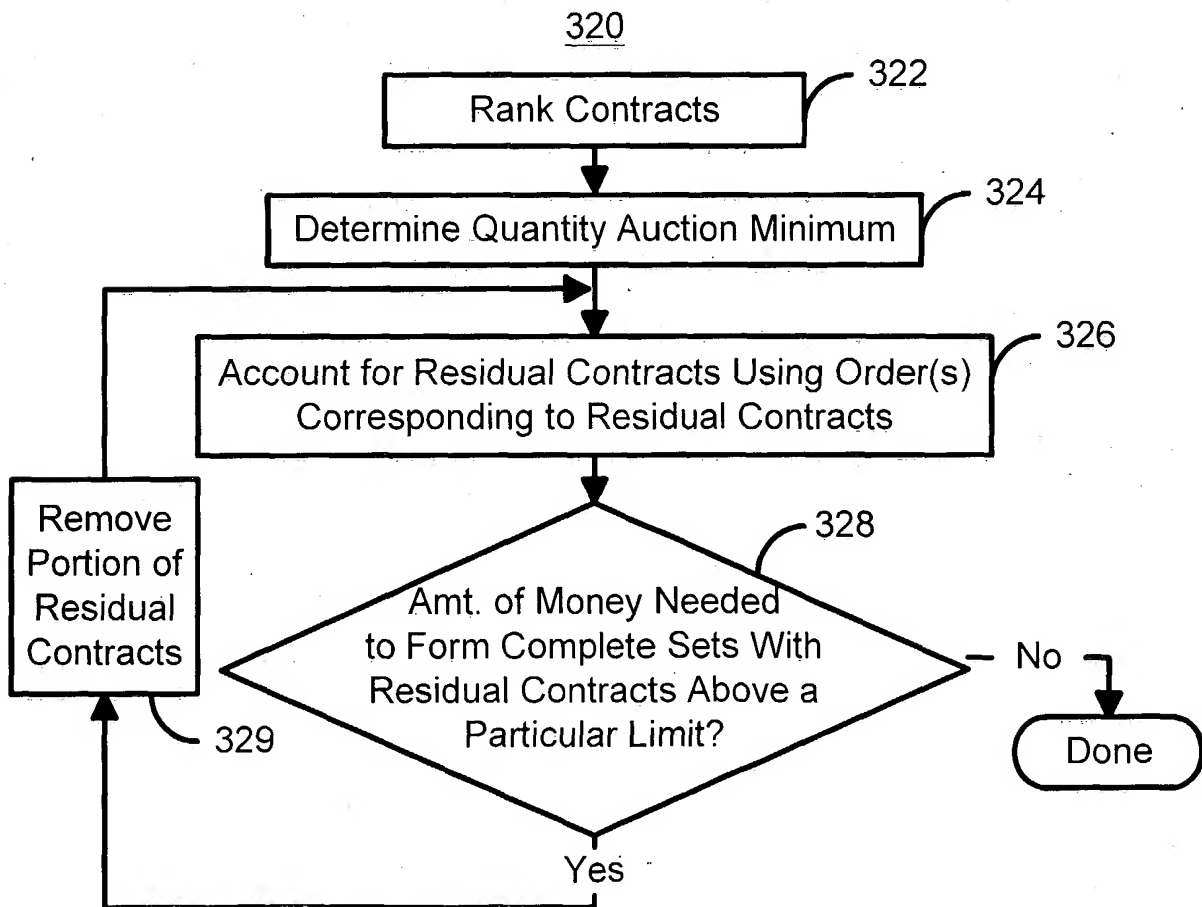 320
Rank Contracts
322
Determine Quantity Auction Minimum
324
Account for Residual Contracts Using Order(s)
Corresponding to Residual Contracts
326
Remove
Portion of
Residual
Contracts
329
Amt. of Money Needed
to Form Complete Sets With
Residual Contracts Above a
Particular Limit?
328
No
Done
Yes